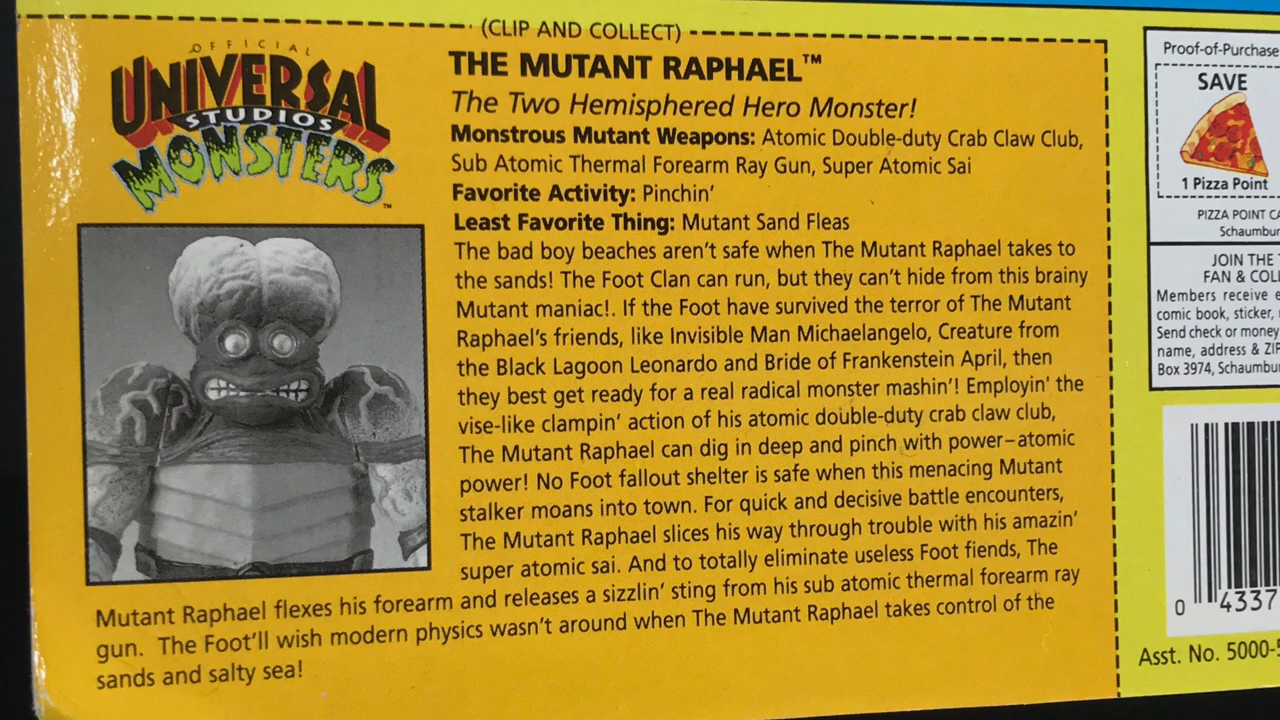 (CLIP AND COLLECT)
OFFICIAL
UNIVERSAL
STUDIOS
MONSTERS™
THE MUTANT RAPHAEL™
The Two Hemisphered Hero Monster!
Monstrous Mutant Weapons: Atomic Double-duty Crab Claw Club,
Sub Atomic Thermal Forearm Ray Gun, Super Atomic Sai
Favorite Activity: Pinchin'
Least Favorite Thing: Mutant Sand Fleas
The bad boy beaches aren't safe when The Mutant Raphael takes to
the sands! The Foot Clan can run, but they can't hide from this brainy
Mutant maniac!. If the Foot have survived the terror of The Mutant
Raphael's friends, like Invisible Man Michaelangelo, Creature from
the Black Lagoon Leonardo and Bride of Frankenstein April, then
they best get ready for a real radical monster mashin'! Employin' the
vise-like clampin' action of his atomic double-duty crab claw club,
The Mutant Raphael can dig in deep and pinch with power–atomic
power! No Foot fallout shelter is safe when this menacing Mutant
stalker moans into town. For quick and decisive battle encounters,
The Mutant Raphael slices his way through trouble with his amazin'
super atomic sai. And to totally eliminate useless Foot fiends, The
Mutant Raphael flexes his forearm and releases a sizzlin' sting from his sub atomic thermal forearm ray
gun. The Foot'll wish modern physics wasn't around when The Mutant Raphael takes control of the
sands and salty sea!
Proof-of-Purchase
SAVE
1 Pizza Point
PIZZA POINT
JOIN THE
FAN &
Members receive
comic book, sticker,
Send check or money
name, address &
Box 3974,
0 4337
Asst. No. 5000-